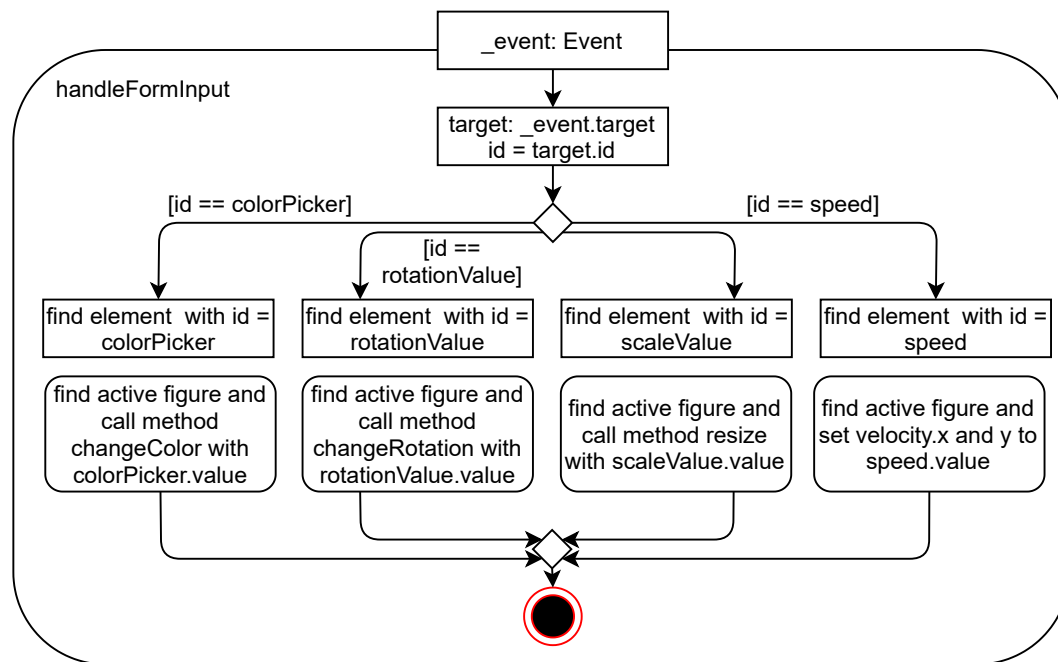 _event: Event
handleFormInput
target: _event.target
id = target.id
[id == colorPicker]
[id == speed]
[id ==
rotationValue]
find element  with id =
colorPicker
find element  with id =
rotationValue
find element  with id =
scaleValue
find element  with id =
speed
find active figure and
call method
changeColor with
colorPicker.value
find active figure and
call method
changeRotation with
rotationValue.value
find active figure and
call method resize
with scaleValue.value
find active figure and
set velocity.x and y to
speed.value